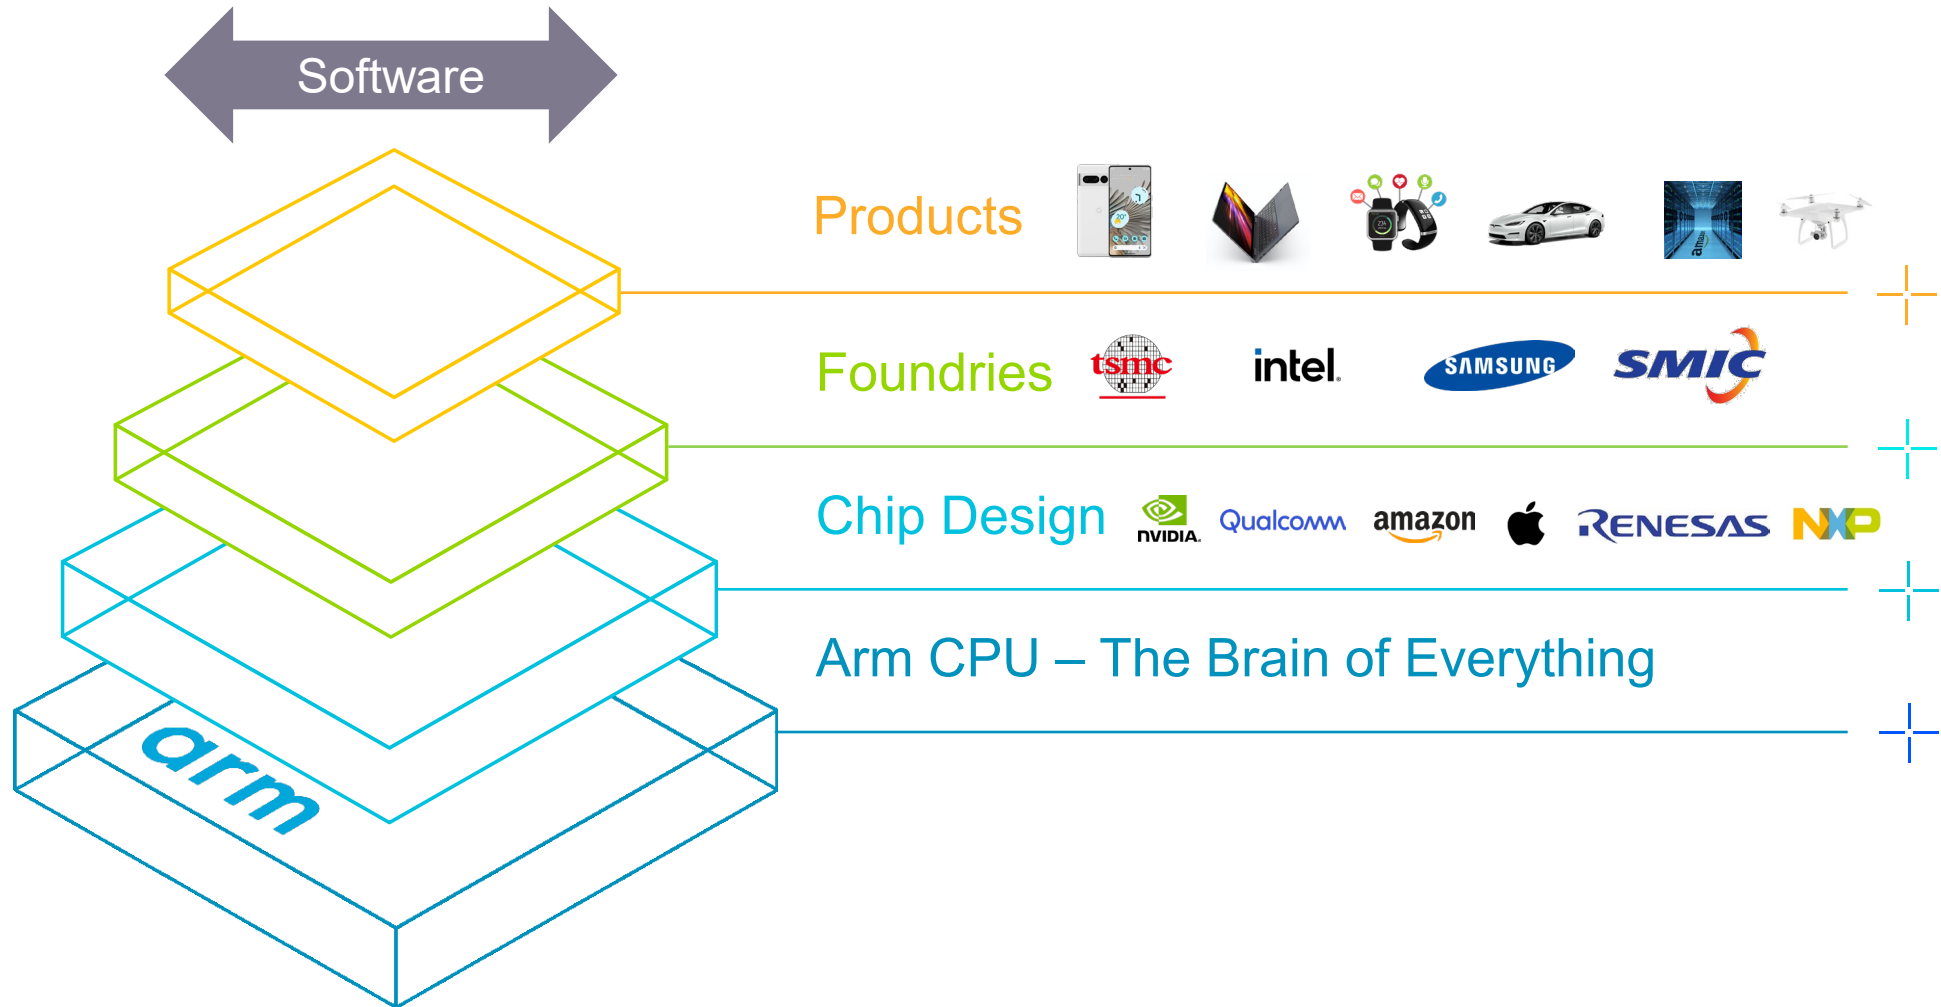 Software
Products
Foundries
tsmc
intel.
SAMSUNG
SMIC
Chip Design
NVIDIA.
Qualcomm
amazon
RENESAS
NXP
Arm CPU – The Brain of Everything
arm